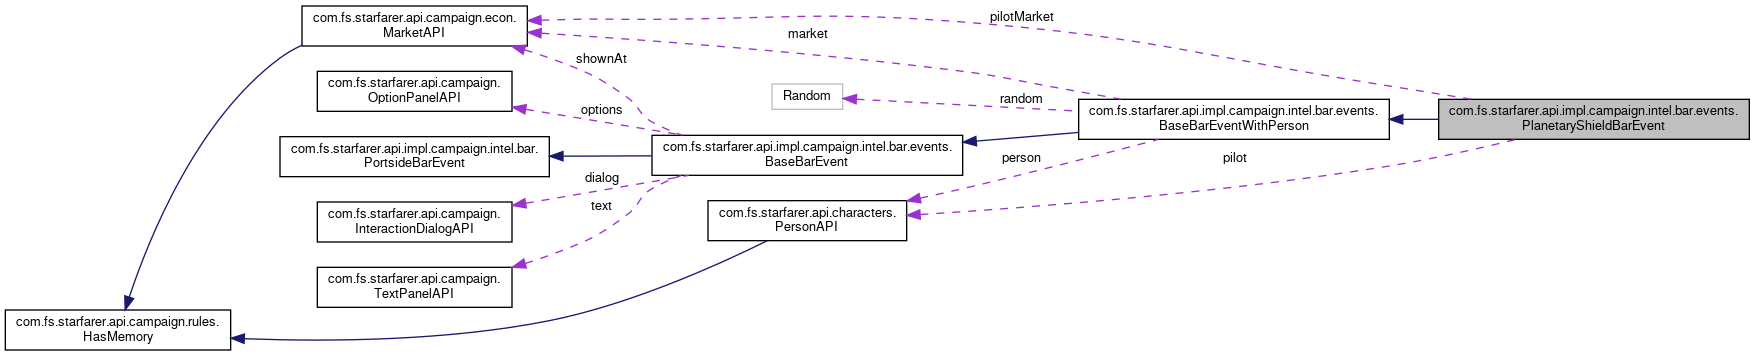 com.fs.starfarer.api.campaign.econ.
MarketAPI
pilotMarket
market
shownAt
com.fs.starfarer.api.campaign.
OptionPanelAPI
options
Random
random
com.fs.starfarer.api.impl.campaign.intel.bar.events.
BaseBarEventWithPerson
com.fs.starfarer.api.impl.campaign.intel.bar.events.
PlanetaryShieldBarEvent
com.fs.starfarer.api.impl.campaign.intel.bar.
PortsideBarEvent
com.fs.starfarer.api.impl.campaign.intel.bar.events.
BaseBarEvent
person
pilot
dialog
text
com.fs.starfarer.api.campaign.
InteractionDialogAPI
com.fs.starfarer.api.characters.
PersonAPI
com.fs.starfarer.api.campaign.
TextPanelAPI
com.fs.starfarer.api.campaign.rules.
HasMemory